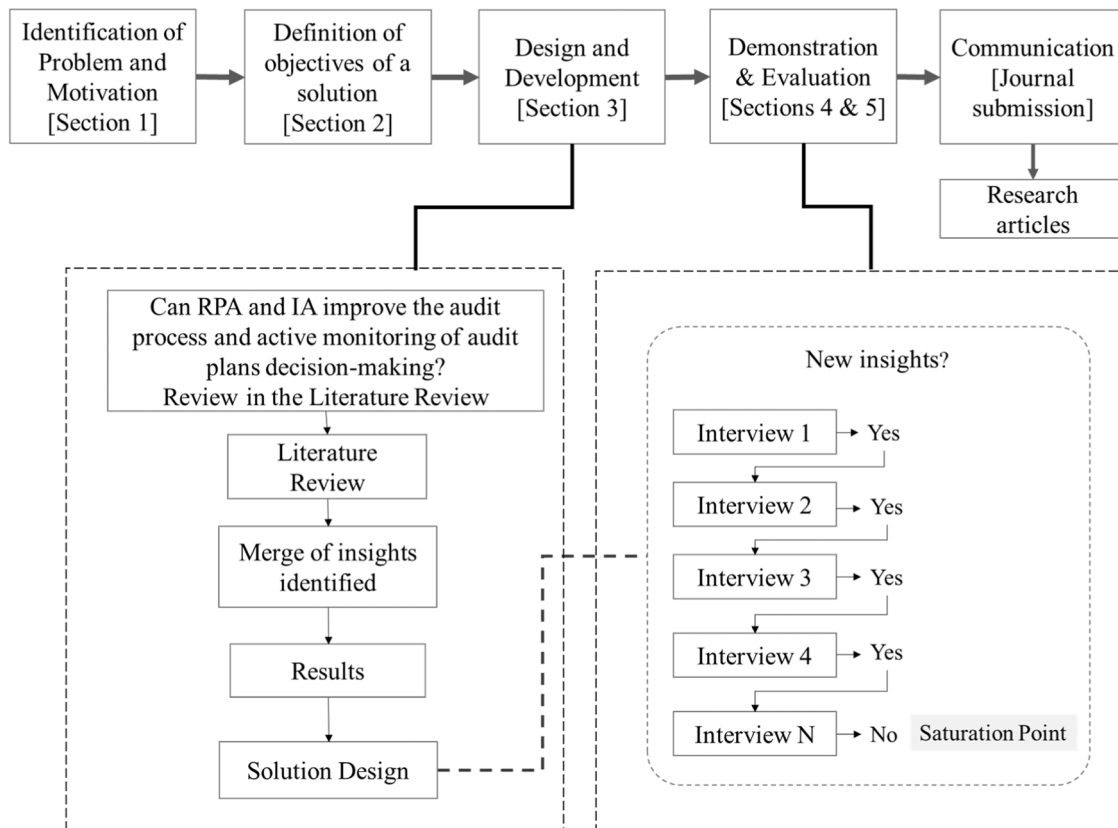 Identification of
Problem and
Motivation
[Section 1]
Definition of
objectives of a
solution
[Section 2]
Design and
Development
[Section 3]
Demonstration
& Evaluation
[Sections 4 & 5]
Communication
[Journal
submission]
Research
articles
Can RPA and IA improve the audit
process and active monitoring of audit
plans decision-making?
Review in the Literature Review
Literature
Review
Merge of insights
identified
Results
Solution Design
New insights?
Interview 1
Yes
Interview 2
Yes
Interview 3
Yes
Interview 4
Yes
Interview N
No
Saturation Point